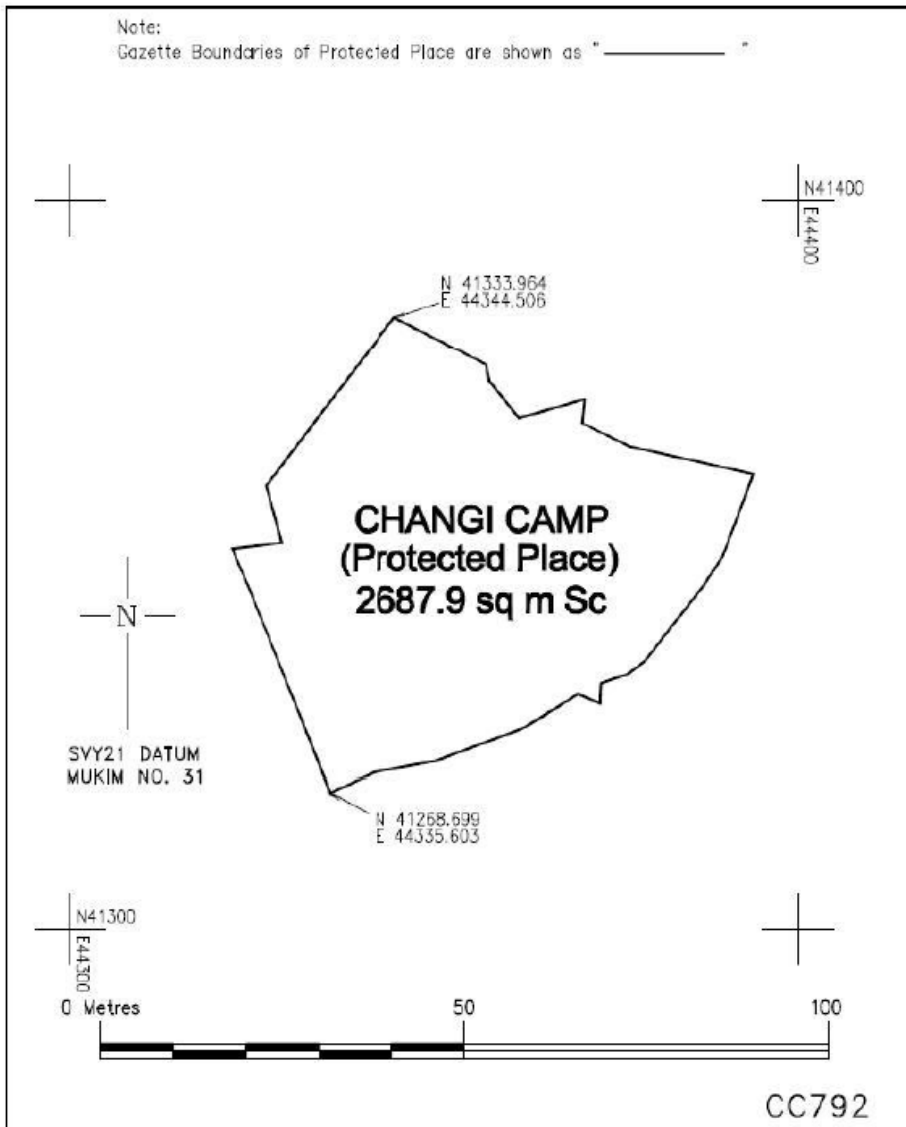 Note:
Gazette Boundaries of Protected Place are shown as " "
N41400
E44400
N 41333.964
E 44344.506
CHANGI CAMP
(Protected Place)
2687.9 sq m Sc
N
SVY21 DATUM
MUKIM NO. 31
N 41268.699
E 44335.603
N41300
E44300
0 Metres 50 100
CC792